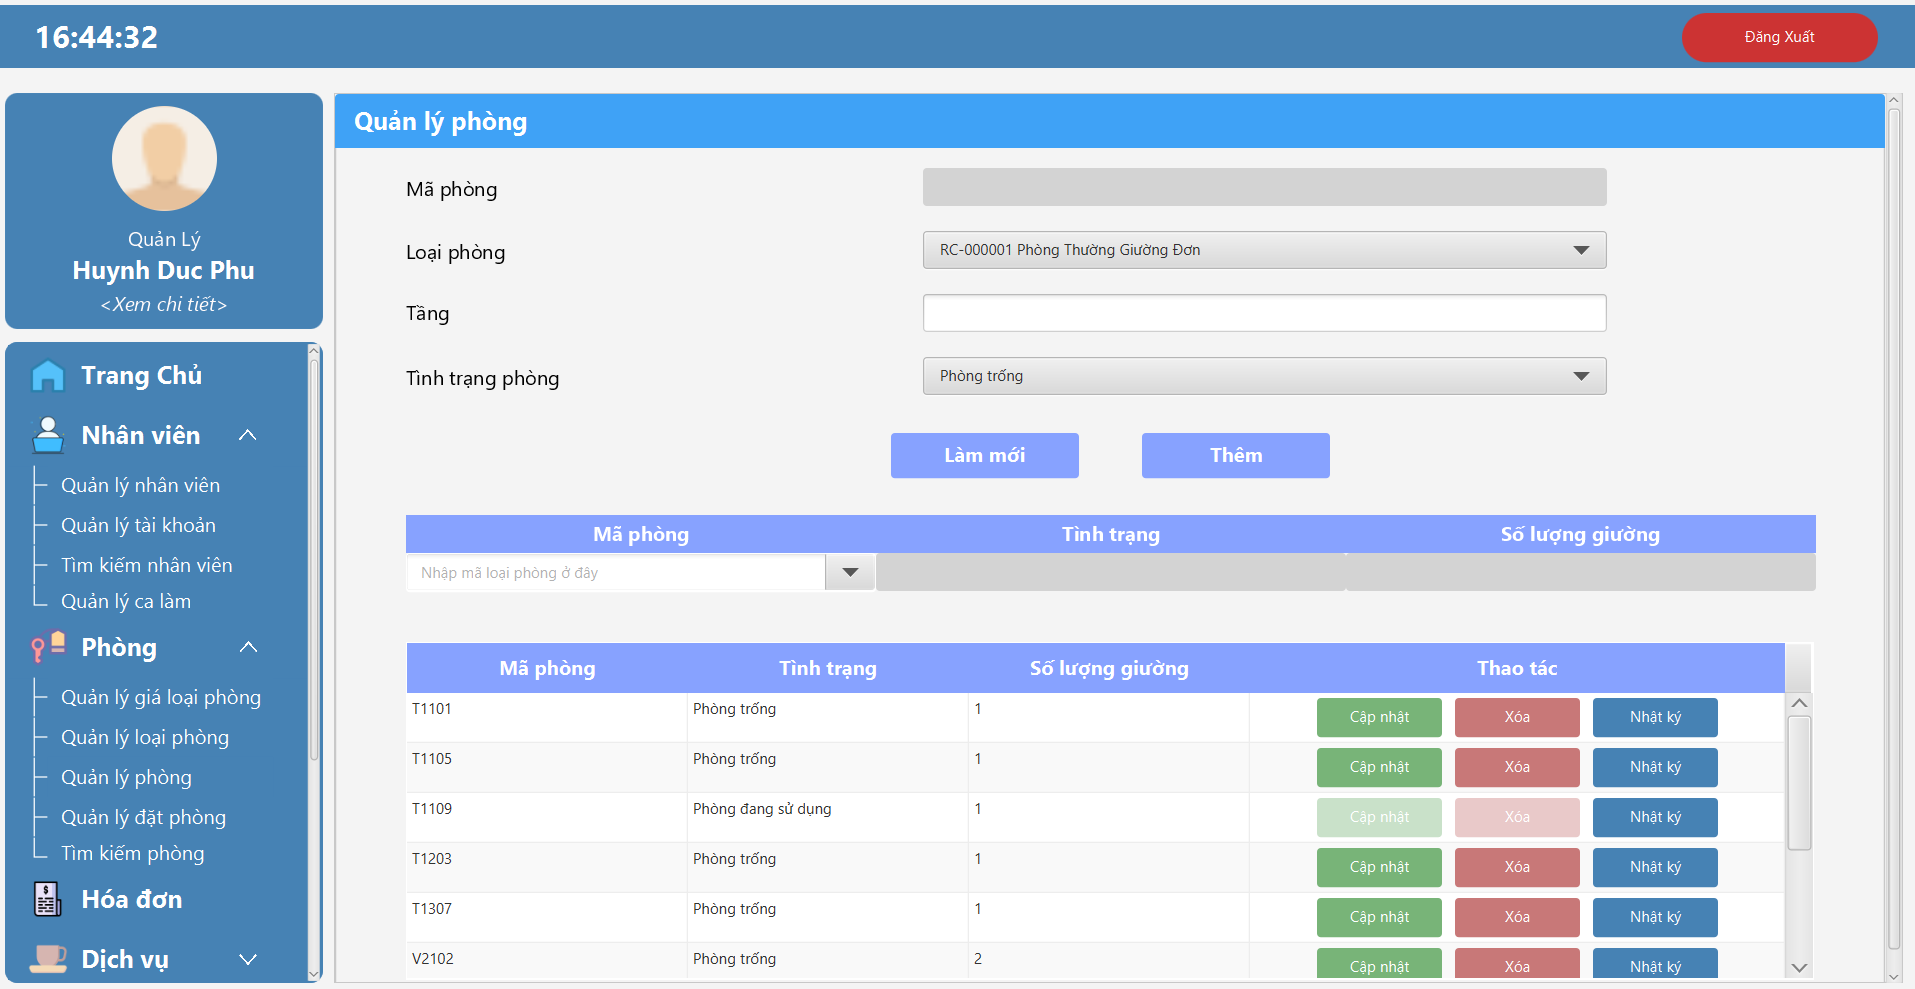 16:44:32
Đăng Xuất
Quản Lý
Huynh Duc Phu
<Xem chi tiết>
Trang Chủ
Nhân viên
Quản lý nhân viên
Quản lý tài khoản
Tìm kiếm nhân viên
Quản lý ca làm
Phòng
Quản lý giá loại phòng
Quản lý loại phòng
Quản lý phòng
Quản lý đặt phòng
Tìm kiếm phòng
Hóa đơn
Dịch vụ
Quản lý phòng
Mã phòng
Loại phòng RC-000001 Phòng Thường Giường Đơn
Tầng
Tình trạng phòng Phòng trống
Làm mới Thêm
Mã phòng Tình trạng Số lượng giường
Nhập mã loại phòng ở đây
Mã phòng Tình trạng Số lượng giường Thao tác
T1101 Phòng trống 1 Cập nhật Xóa Nhật ký
T1105 Phòng trống 1 Cập nhật Xóa Nhật ký
T1109 Phòng đang sử dụng 1 Cập nhật Xóa Nhật ký
T1203 Phòng trống 1 Cập nhật Xóa Nhật ký
T1307 Phòng trống 1 Cập nhật Xóa Nhật ký
V2102 Phòng trống 2 Cập nhật Xóa Nhật ký